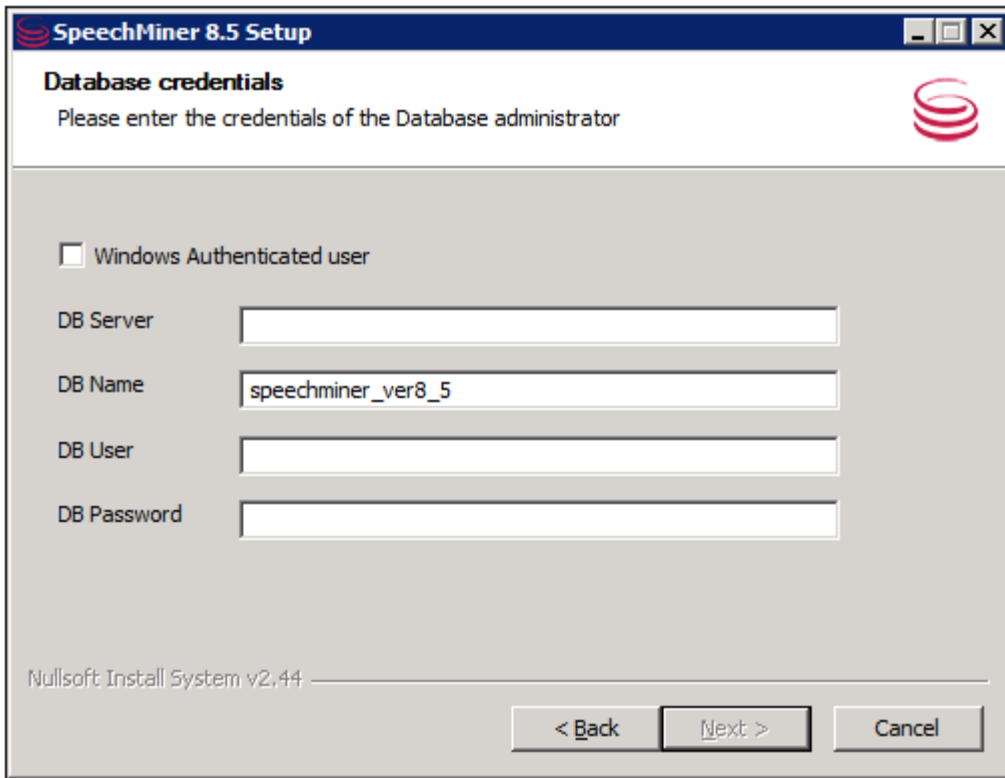 SpeechMiner 8.5 Setup
Database credentials
Please enter the credentials of the Database administrator
Windows Authenticated user
DB Server
DB Name speechminer_ver8_5
DB User
DB Password
Nullsoft Install System v2.44
< Back Next > Cancel